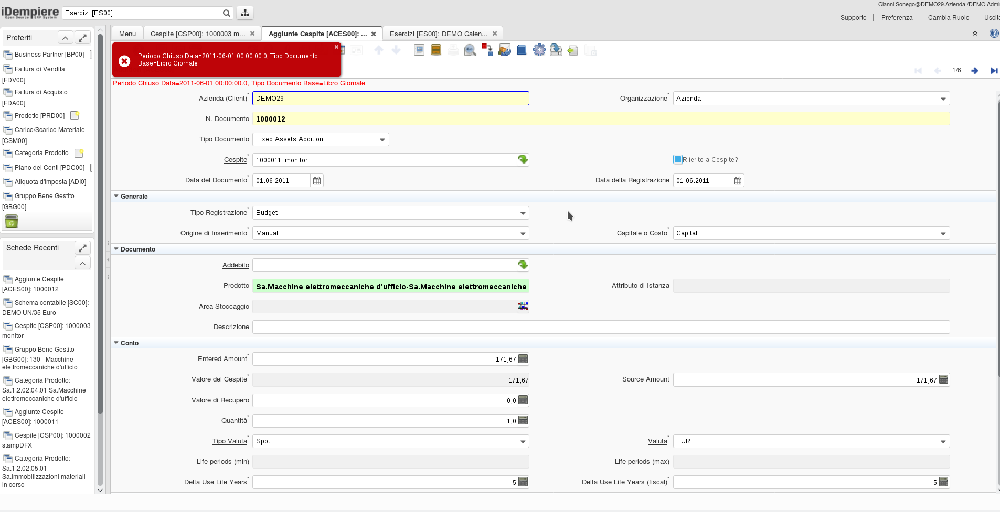 Gianni Sonego@DEMO29.Azienda /DEMO Admi
iDempiere
Open Source ERP System
Esercizi [ES00]
Supporto
Preferenza
Cambia Ruolo
Uscita
Preferiti
Business Partner [BP00]
Fattura di Vendita
[FDV00]
Fattura di Acquisto
[FDA00]
Prodotto [PRD00]
Carico/Scarico Materiale
[CSM00]
Categoria Prodotto
Piano dei Conti [PDC00]
Aliquota d'Imposta [ADI0]
Gruppo Bene Gestito
[GBG00]
Schede Recenti
Aggiunte Cespite
[ACES00]: 1000012
Schema contabile [SC00]:
DEMO UN/35 Euro
Cespite [CSP00]: 1000003
monitor
Gruppo Bene Gestito
[GBG00]: 130 - Macchine
elettromeccaniche d'ufficio
Categoria Prodotto:
Sa.1.2.02.04.01 Sa.Macchine
elettromeccaniche d'ufficio
Aggiunte Cespite
[ACES00]: 1000011
Cespite [CSP00]: 1000002
stampDFX
Categoria Prodotto:
Sa.1.2.02.05.01
Sa.Immobilizzazioni materiali
in corso
Menu
Cespite [CSP00]: 1000003 m...
Aggiunte Cespite [ACES00]: ...
Esercizi [ES00]: DEMO Calen...
Periodo Chiuso Data=2011-06-01 00:00:00.0, Tipo Documento
Base=Libro Giornale
1/6
Periodo Chiuso Data=2011-06-01 00:00:00.0, Tipo Documento Base=Libro Giornale
Azienda (Client)* DEMO29
Organizzazione* Azienda
N. Documento 1000012
Tipo Documento Fixed Assets Addition
Cespite* 1000011_monitor
Riferito a Cespite?
Data del Documento* 01.06.2011
Data della Registrazione 01.06.2011
Generale
Tipo Registrazione* Budget
Origine di Inserimento* Manual
Capitale o Costo* Capital
Documento
Addebito
Prodotto Sa.Macchine elettromeccaniche d'ufficio-Sa.Macchine elettromeccaniche
Attributo di Istanza
Area Stoccaggio
Descrizione
Conto
Entered Amount* 171,67
Valore del Cespite* 171,67
Source Amount 171,67
Valore di Recupero 0,0
Quantità* 1,0
Tipo Valuta* Spot
Valuta* EUR
Life periods (min)
Life periods (max)
Delta Use Life Years* 5
Delta Use Life Years (fiscal)* 5